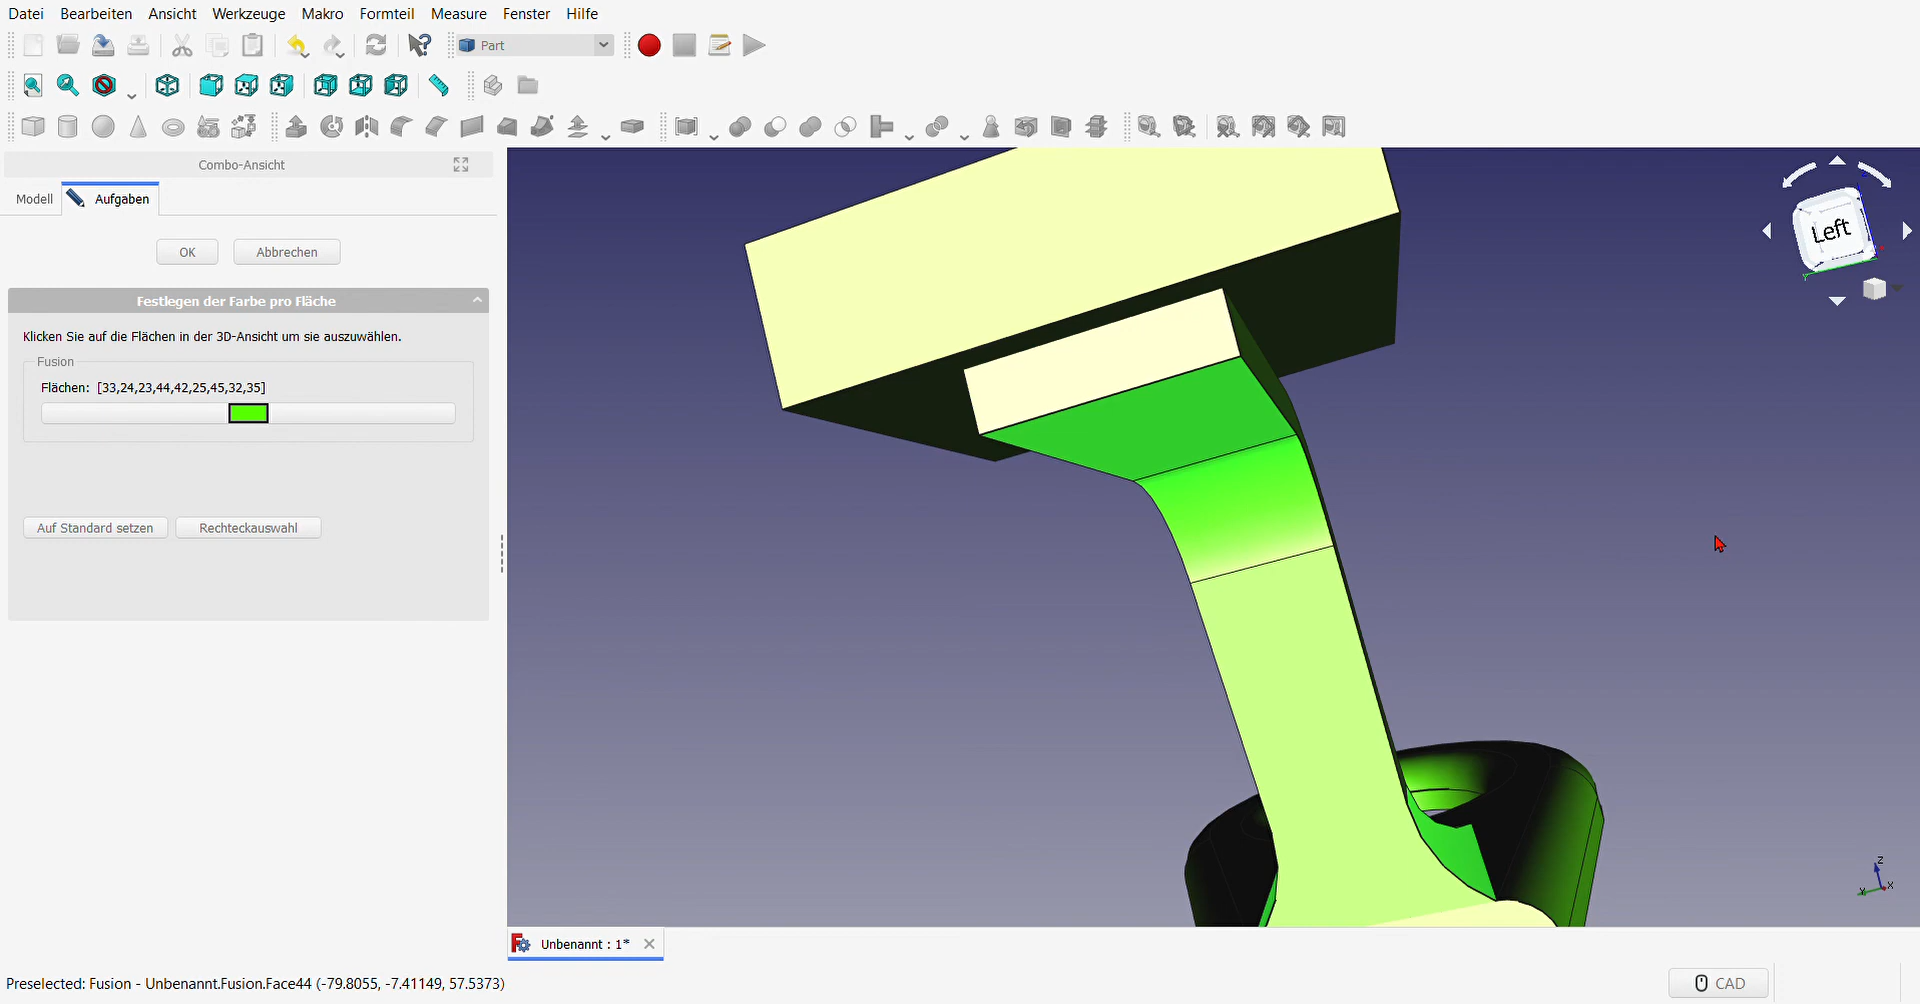 Datei Bearbeiten Ansicht Werkzeuge Makro Formteil Measure Fenster Hilfe
Part
Combo-Ansicht
Modell Aufgaben
OK Abbrechen
Festlegen der Farbe pro Fläche
Klicken Sie auf die Flächen in der 3D-Ansicht um sie auszuwählen.
Fusion
Flächen: [33,24,23,44,42,25,45,32,35]
Auf Standard setzen Rechteckauswahl
Left
Y
Z
Y X
Unbenannt : 1*
Preselected: Fusion - Unbenannt.Fusion.Face44 (-79.8055, -7.41149, 57.5373)
CAD